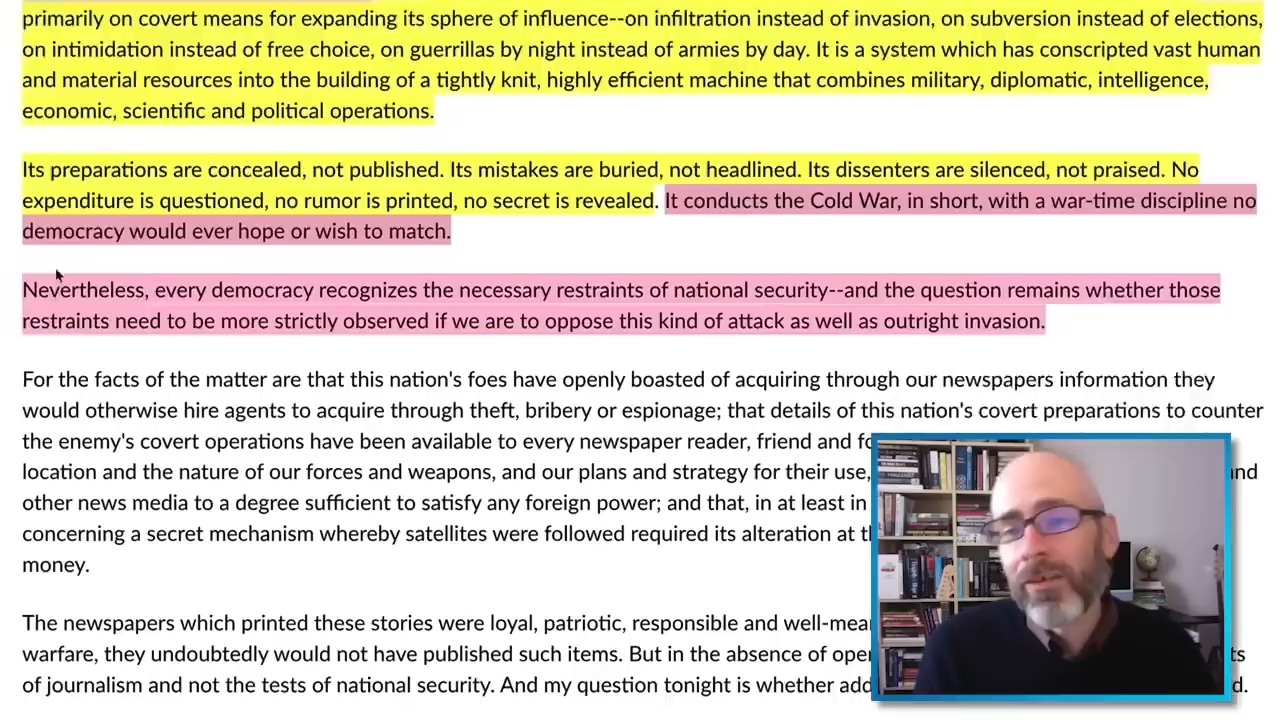 primarily on covert means for expanding its sphere of influence--on infiltration instead of invasion, on subversion instead of elections,
on intimidation instead of free choice, on guerrillas by night instead of armies by day. It is a system which has conscripted vast human
and material resources into the building of a tightly knit, highly efficient machine that combines military, diplomatic, intelligence,
economic, scientific and political operations.
Its preparations are concealed, not published. Its mistakes are buried, not headlined. Its dissenters are silenced, not praised. No
expenditure is questioned, no rumor is printed, no secret is revealed. It conducts the Cold War, in short, with a war-time discipline no
democracy would ever hope or wish to match.
Nevertheless, every democracy recognizes the necessary restraints of national security--and the question remains whether those
restraints need to be more strictly observed if we are to oppose this kind of attack as well as outright invasion.
For the facts of the matter are that this nation's foes have openly boasted of acquiring through our newspapers information they
would otherwise hire agents to acquire through theft, bribery or espionage; that details of this nation's covert preparations to counter
the enemy's covert operations have been available to every newspaper reader, friend and
location and the nature of our forces and weapons, and our plans and strategy for their use, and
other news media to a degree sufficient to satisfy any foreign power; and that, in at least in
concerning a secret mechanism whereby satellites were followed required its alteration at
money.
The newspapers which printed these stories were loyal, patriotic, responsible and
warfare, they undoubtedly would not have published such items. But in the absence of
of journalism and not the tests of national security. And my question tonight is whether